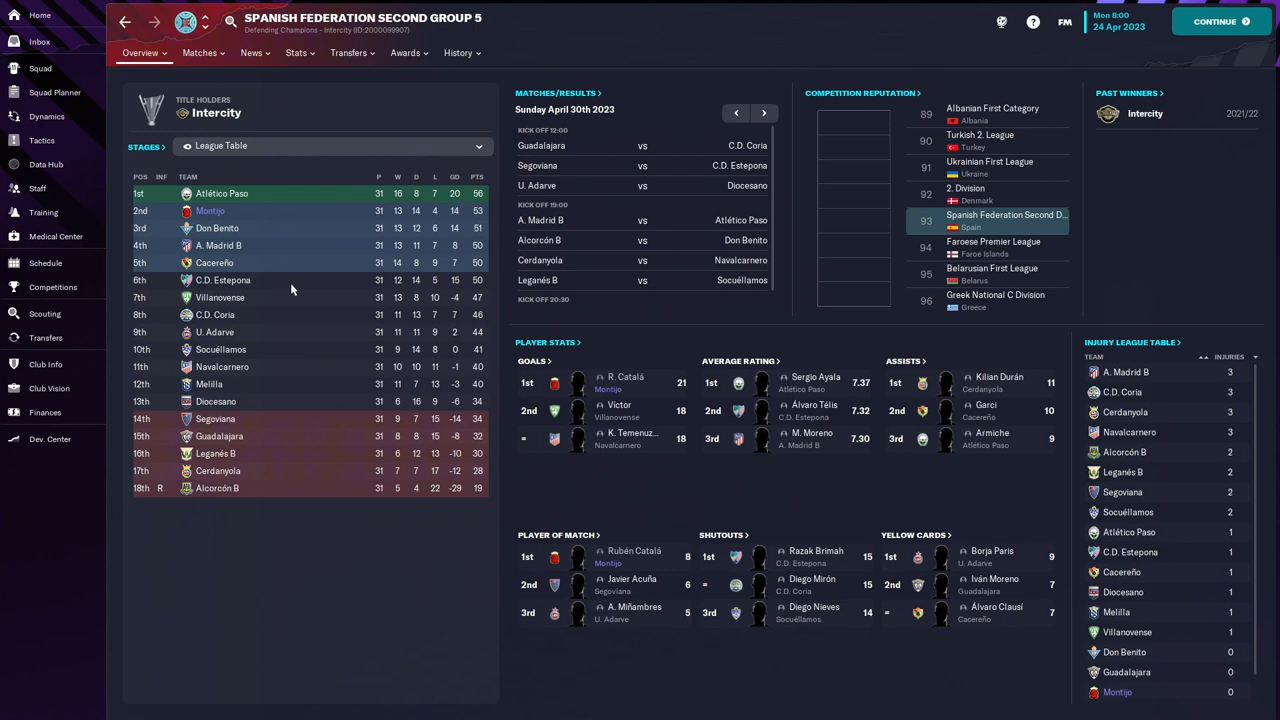 Home
Inbox
Squad
Squad Planner
Dynamics
Tactics
Data Hub
Staff
Training
Medical Center
Schedule
Competitions
Scouting
Transfers
Club Info
Club Vision
Finances
Dev. Center
SPANISH FEDERATION SECOND GROUP 5
Defending Champions - Intercity (ID:2000099907)
FM
Mon 8:00
24 Apr 2023
CONTINUE
Overview
Matches
News
Stats
Transfers
Awards
History
TITLE HOLDERS
Intercity
STAGES
League Table
POS INF TEAM P W D L GD PTS
1st Atlético Paso 31 16 8 7 20 56
2nd Montijo 31 13 14 4 14 53
3rd Don Benito 31 13 12 6 14 51
4th A. Madrid B 31 13 11 7 8 50
5th Cacereño 31 14 8 9 7 50
6th C.D. Estepona 31 12 14 5 15 50
7th Villanovense 31 13 8 10 -4 47
8th C.D. Coria 31 11 13 7 7 46
9th U. Adarve 31 11 11 9 2 44
10th Socuéllamos 31 9 14 8 0 41
11th Navalcarnero 31 10 10 11 -1 40
12th Melilla 31 11 7 13 -3 40
13th Diocesano 31 6 16 9 -6 34
14th Segoviana 31 9 7 15 -14 34
15th Guadalajara 31 8 8 15 -8 32
16th Leganés B 31 6 12 13 -10 30
17th Cerdanyola 31 7 7 17 -12 28
18th R Alcorcón B 31 5 4 22 -29 19
MATCHES/RESULTS
Sunday April 30th 2023
KICK OFF 12:00
Guadalajara vs C.D. Coria
Segoviana vs C.D. Estepona
U. Adarve vs Diocesano
KICK OFF 19:00
A. Madrid B vs Atlético Paso
Alcorcón B vs Don Benito
Cerdanyola vs Navalcarnero
Leganés B vs Socuéllamos
KICK OFF 20:30
COMPETITION REPUTATION
89 Albanian First Category
Albania
90 Turkish 2. League
Turkey
91 Ukrainian First League
Ukraine
92 2. Division
Denmark
93 Spanish Federation Second D...
Spain
94 Faroese Premier League
Faroe Islands
95 Belarusian First League
Belarus
96 Greek National C Division
Greece
PAST WINNERS
Intercity 2021/22
PLAYER STATS
GOALS
1st R. Catalá 21
Montijo
2nd Víctor 18
Villanovense
= K. Temenuz... 18
Navalcarnero
AVERAGE RATING
1st Sergio Ayala 7.37
Atlético Paso
2nd Álvaro Télis 7.32
C.D. Estepona
3rd M. Moreno 7.30
A. Madrid B
ASSISTS
1st Kilian Durán 11
Cerdanyola
2nd Garci 10
Cacereño
3rd Armiche 9
Atlético Paso
PLAYER OF MATCH
1st Rubén Catalá 8
Montijo
2nd Javier Acuña 6
Segoviana
3rd A. Miñambres 5
U. Adarve
SHUTOUTS
1st Razak Brimah 15
C.D. Estepona
= Diego Mirón 15
C.D. Coria
3rd Diego Nieves 14
Socuéllamos
YELLOW CARDS
1st Borja Paris 9
U. Adarve
2nd Iván Moreno 7
Guadalajara
= Álvaro Clausí 7
Cacereño
INJURY LEAGUE TABLE
TEAM INJURIES
A. Madrid B 3
C.D. Coria 3
Cerdanyola 3
Navalcarnero 3
Alcorcón B 2
Leganés B 2
Segoviana 2
Socuéllamos 2
Atlético Paso 1
C.D. Estepona 1
Cacereño 1
Diocesano 1
Melilla 1
Villanovense 1
Don Benito 0
Guadalajara 0
Montijo 0